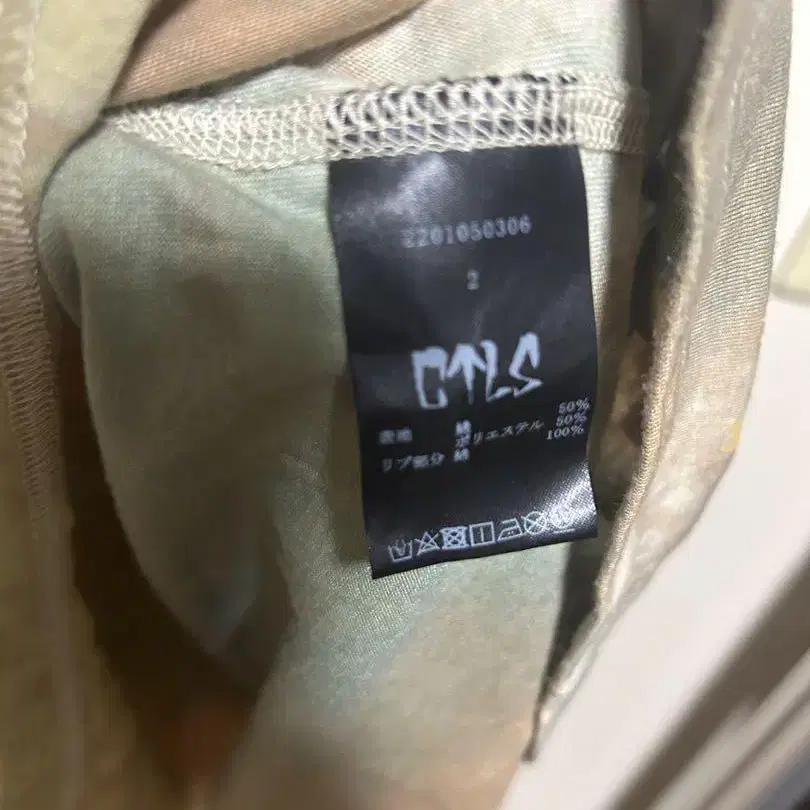 2201050306
2
CTLS
50%
表地 綿 50%
ポリエステル 100%
リブ部分 綿